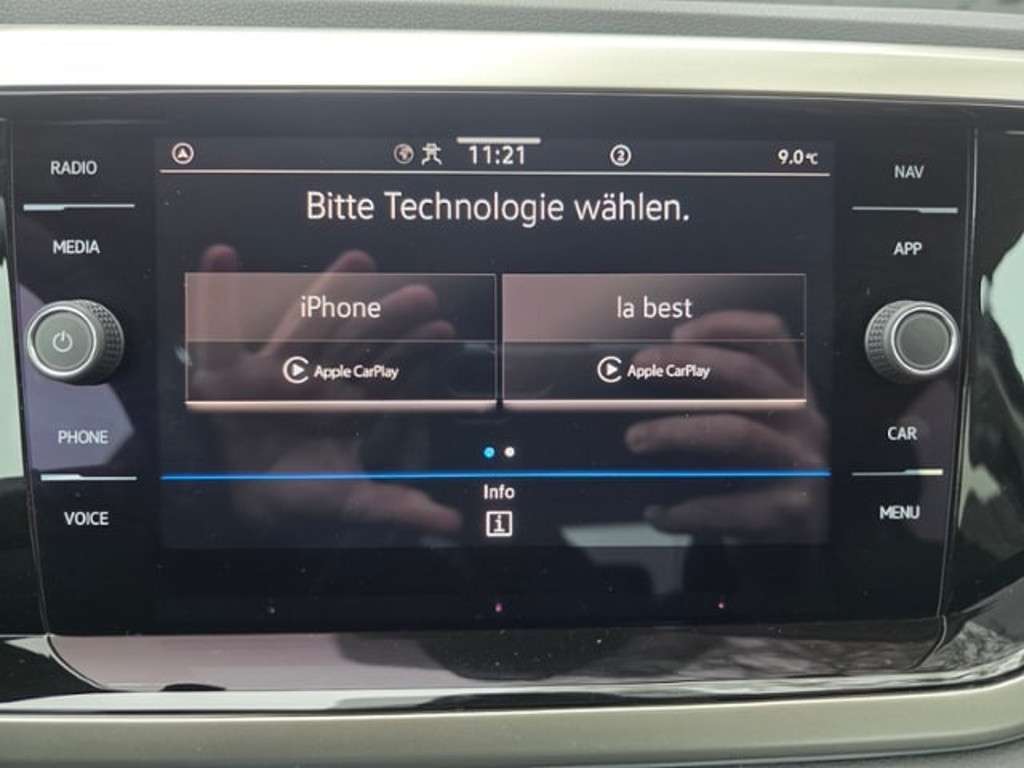 RADIO
MEDIA
PHONE
VOICE
11:21
2
9.0°C
Bitte Technologie wählen.
iPhone
Apple CarPlay
la best
Apple CarPlay
Info
i
NAV
APP
CAR
MENU